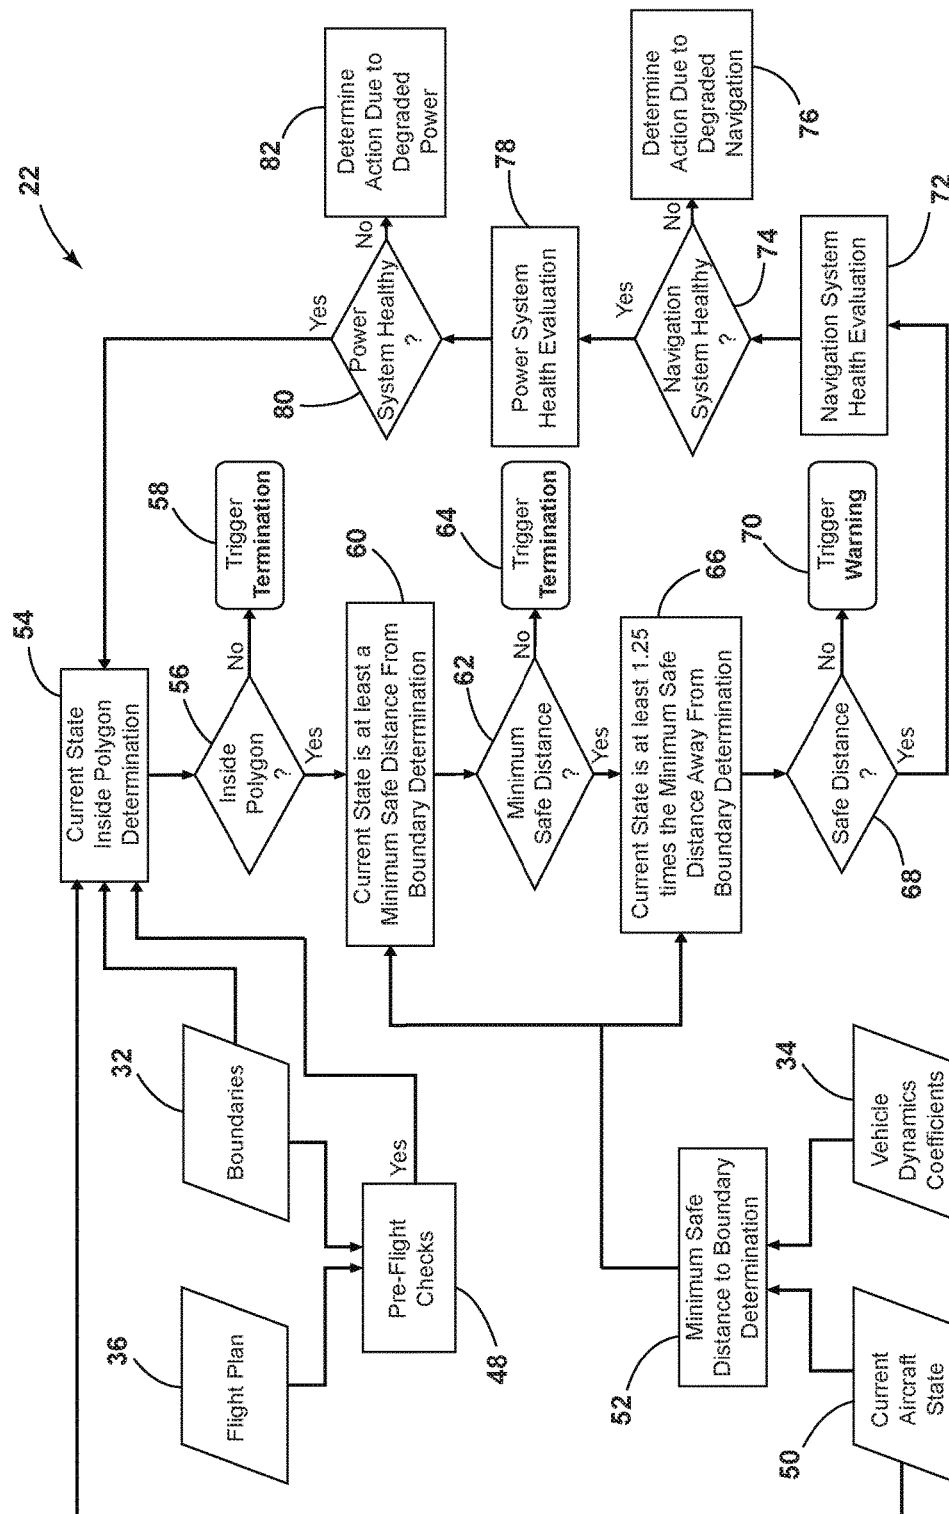 22
36
Flight Plan
32
Boundaries
Pre-Flight
Checks
48
Yes
54
Current State
Inside Polygon
Determination
56
Inside
Polygon
?
No
58
Trigger
Termination
Yes
60
Current State is at least a
Minimum Safe Distance From
Boundary Determination
62
Minimum
Safe Distance
?
No
64
Trigger
Termination
Yes
66
Current State is at least 1.25
times the Minimum Safe
Distance Away From
Boundary Determination
68
Safe Distance
?
No
70
Trigger
Warning
Yes
52
Minimum Safe
Distance to Boundary
Determination
50
Current
Aircraft
State
34
Vehicle
Dynamics
Coefficients
72
Navigation System
Health Evaluation
74
Navigation
System Healthy
?
No
76
Determine
Action Due to
Degraded
Navigation
Yes
78
Power System
Health Evaluation
80
Power
System Healthy
?
No
82
Determine
Action Due to
Degraded
Power
Yes